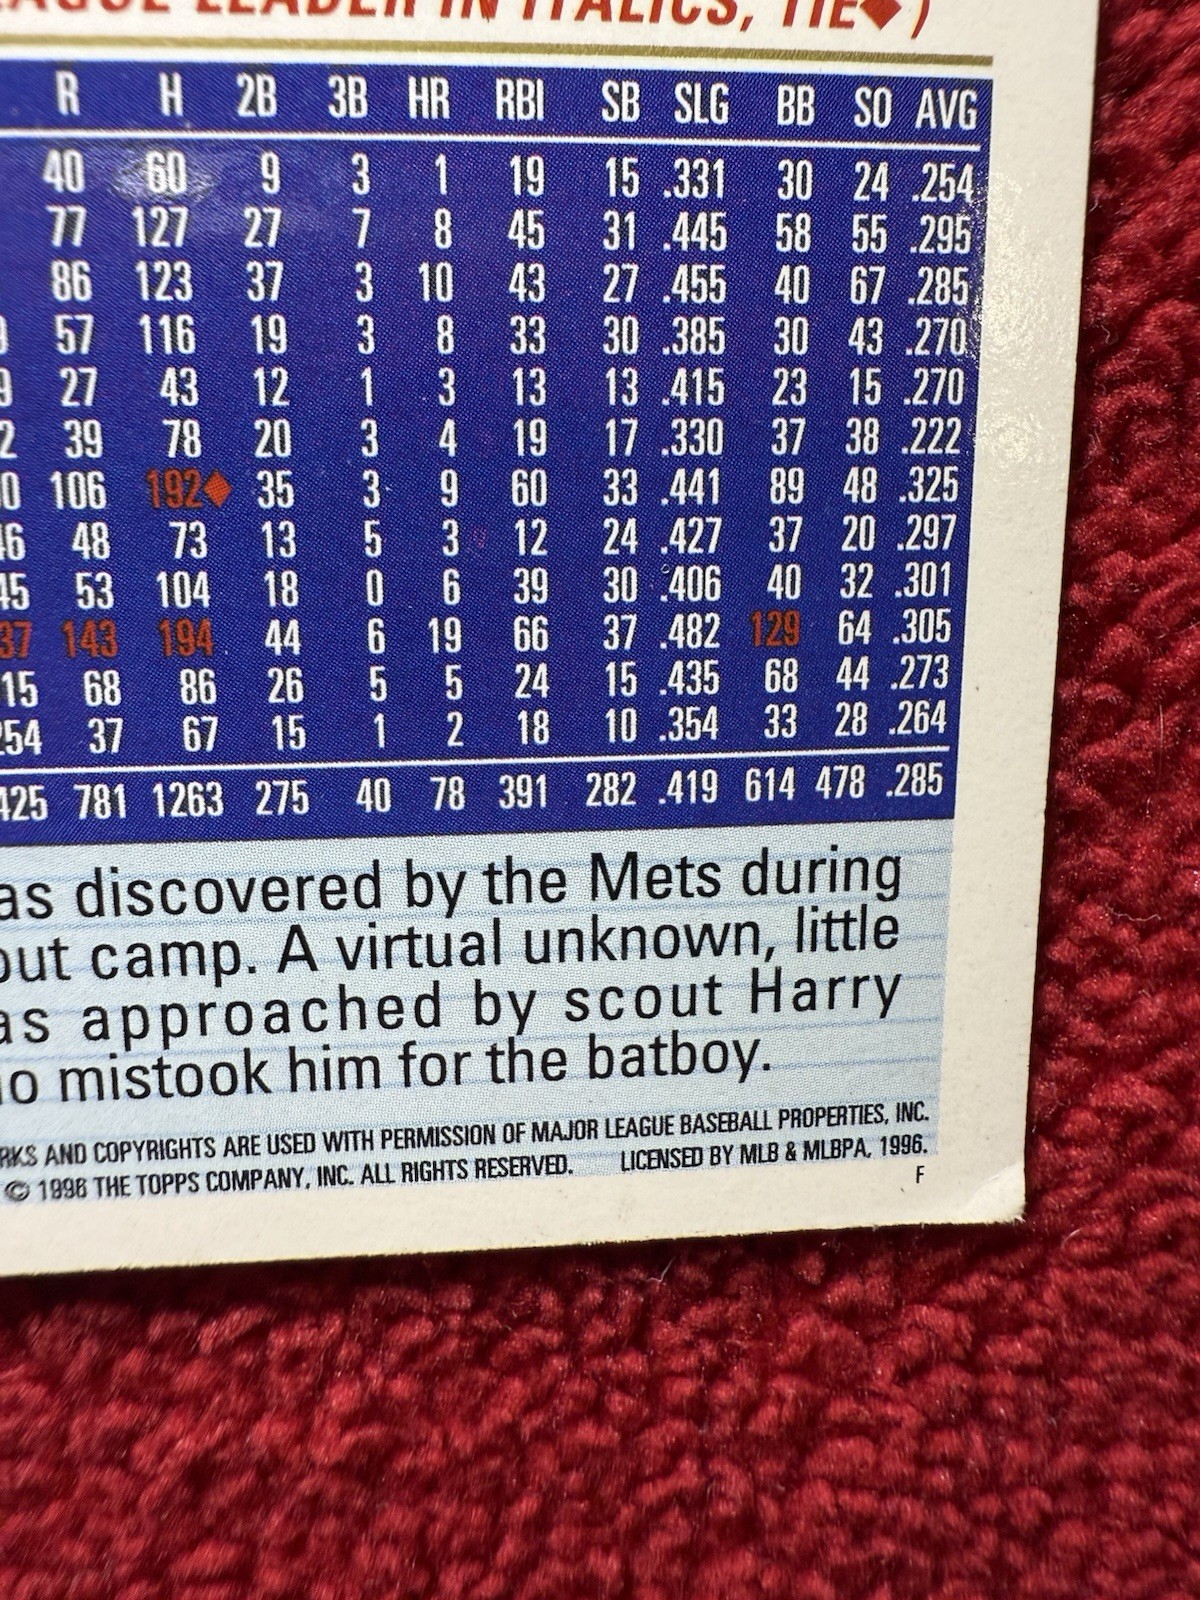 LEAGUE LEADER IN ITALICS, TIE◆)
R H 2B 3B HR RBI SB SLG BB SO AVG
40 60 9 3 1 19 15 .331 30 24 .254
77 127 27 7 8 45 31 .445 58 55 .295
86 123 37 3 10 43 27 .455 40 67 .285
57 116 19 3 8 33 30 .385 30 43 .270
9 27 43 12 1 3 13 13 .415 23 15 .270
2 39 78 20 3 4 19 17 .330 37 38 .222
0 106 192◆ 35 3 9 60 33 .441 89 48 .325
46 48 73 13 5 3 12 24 .427 37 20 .297
45 53 104 18 0 6 39 30 .406 40 32 .301
37 143 194 44 6 19 66 37 .482 129 64 .305
15 68 86 26 5 5 24 15 .435 68 44 .273
254 37 67 15 1 2 18 10 .354 33 28 .264
425 781 1263 275 40 78 391 282 .419 614 478 .285
as discovered by the Mets during
out camp. A virtual unknown, little
as approached by scout Harry
ho mistook him for the batboy.
RKS AND COPYRIGHTS ARE USED WITH PERMISSION OF MAJOR LEAGUE BASEBALL PROPERTIES, INC.
© 1996 THE TOPPS COMPANY, INC. ALL RIGHTS RESERVED. LICENSED BY MLB & MLBPA, 1996.
F